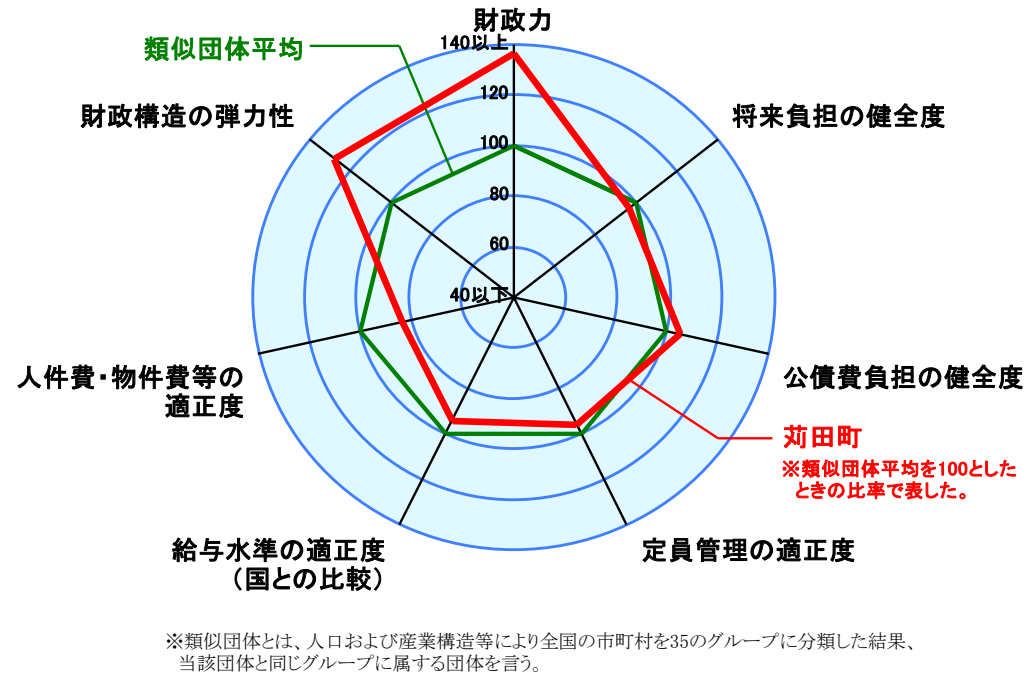 財政力
140以上
類似団体平均
120
財政構造の弾力性
将来負担の健全度
100
80
60
40以下
人件費・物件費等の
適正度
公債費負担の健全度
苅田町
※類似団体平均を100とした
ときの比率で表した。
給与水準の適正度
（国との比較）
定員管理の適正度
※類似団体とは、人口および産業構造等により全国の市町村を35のグループに分類した結果、
当該団体と同じグループに属する団体を言う。